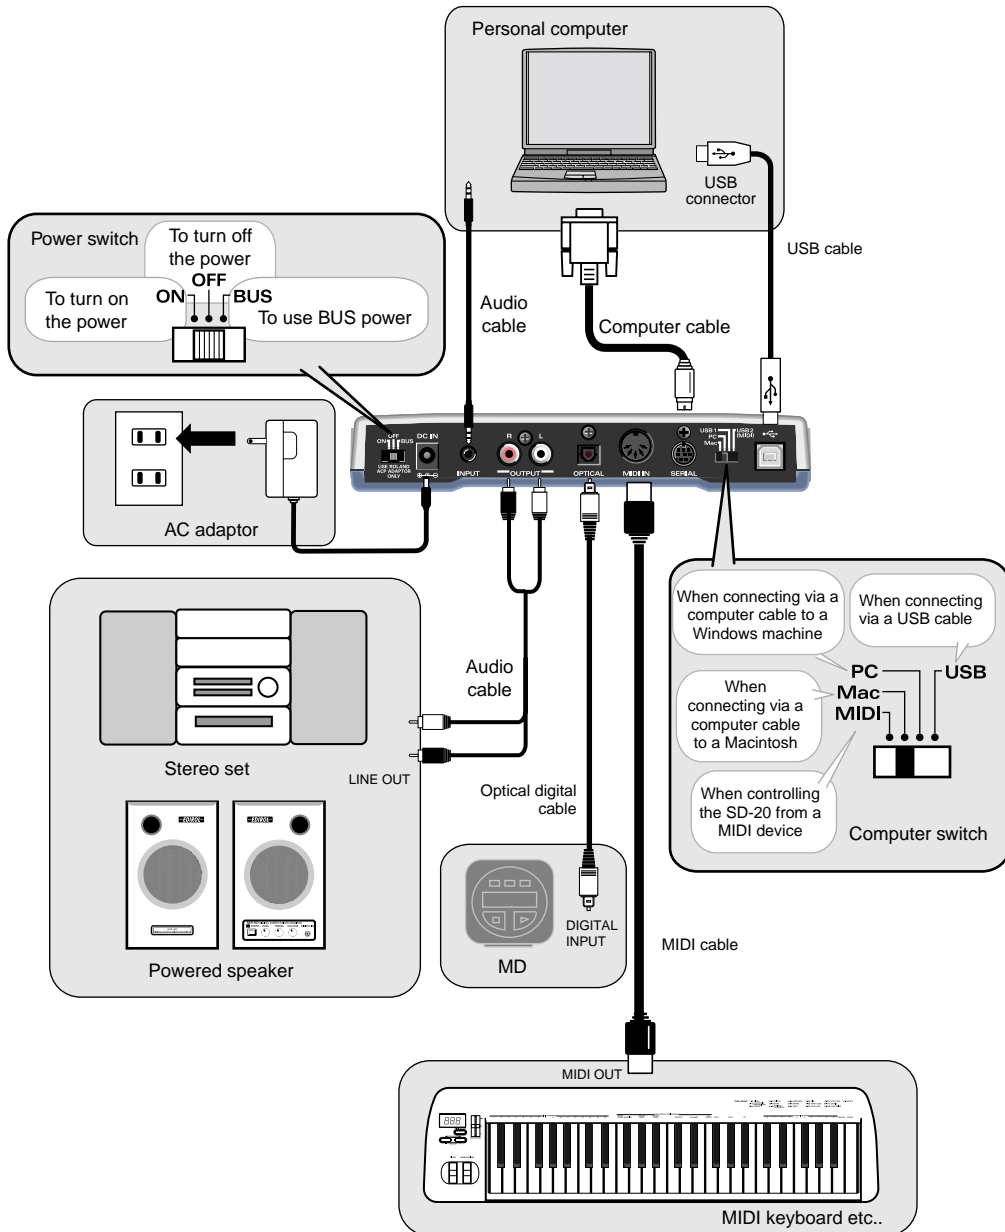 Personal computer
USB
connector
USB cable
Power switch
To turn off
the power
OFF
ON
BUS
To turn on
the power
To use BUS power
Audio
cable
Computer cable
AC adaptor
OFF
ON
BUS
USE ROLAND
ACF ADAPTOR
ONLY
DC IN
INPUT
R
L
OUTPUT
OPTICAL
MIDI IN
SERIAL
USB 1
PC
Mac
USB 2
(MIDI)
When connecting via a
computer cable to a
Windows machine
When connecting
via a USB cable
PC
USB
Mac
MIDI
When
connecting via a
computer cable
to a Macintosh
When controlling
the SD-20 from a
MIDI device
Computer switch
Stereo set
Audio
cable
LINE OUT
EDIROL
EDIROL
Powered speaker
Optical digital
cable
DIGITAL
INPUT
MD
MIDI cable
MIDI OUT
MIDI keyboard etc..